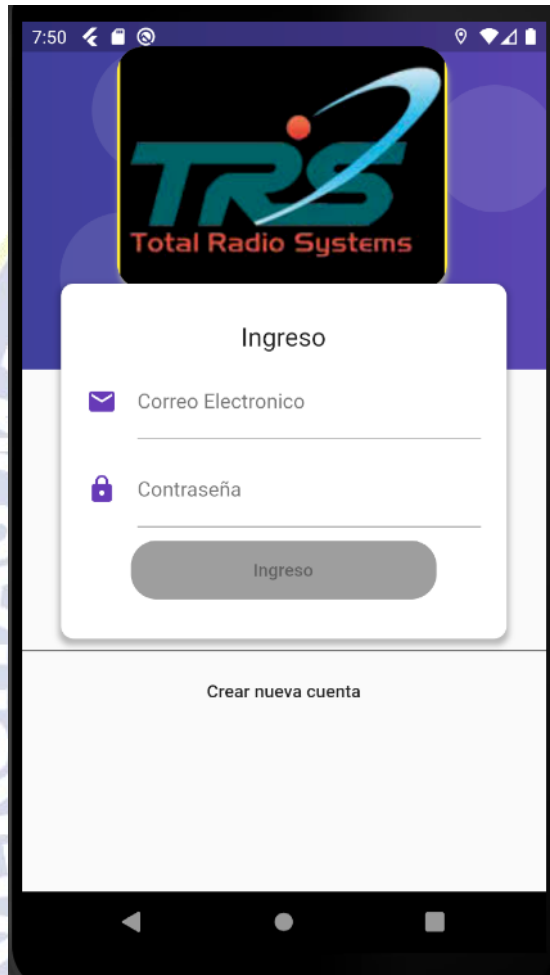 7:50
TRS
Total Radio Systems
Ingreso
Correo Electronico
Contraseña
Ingreso
Crear nueva cuenta